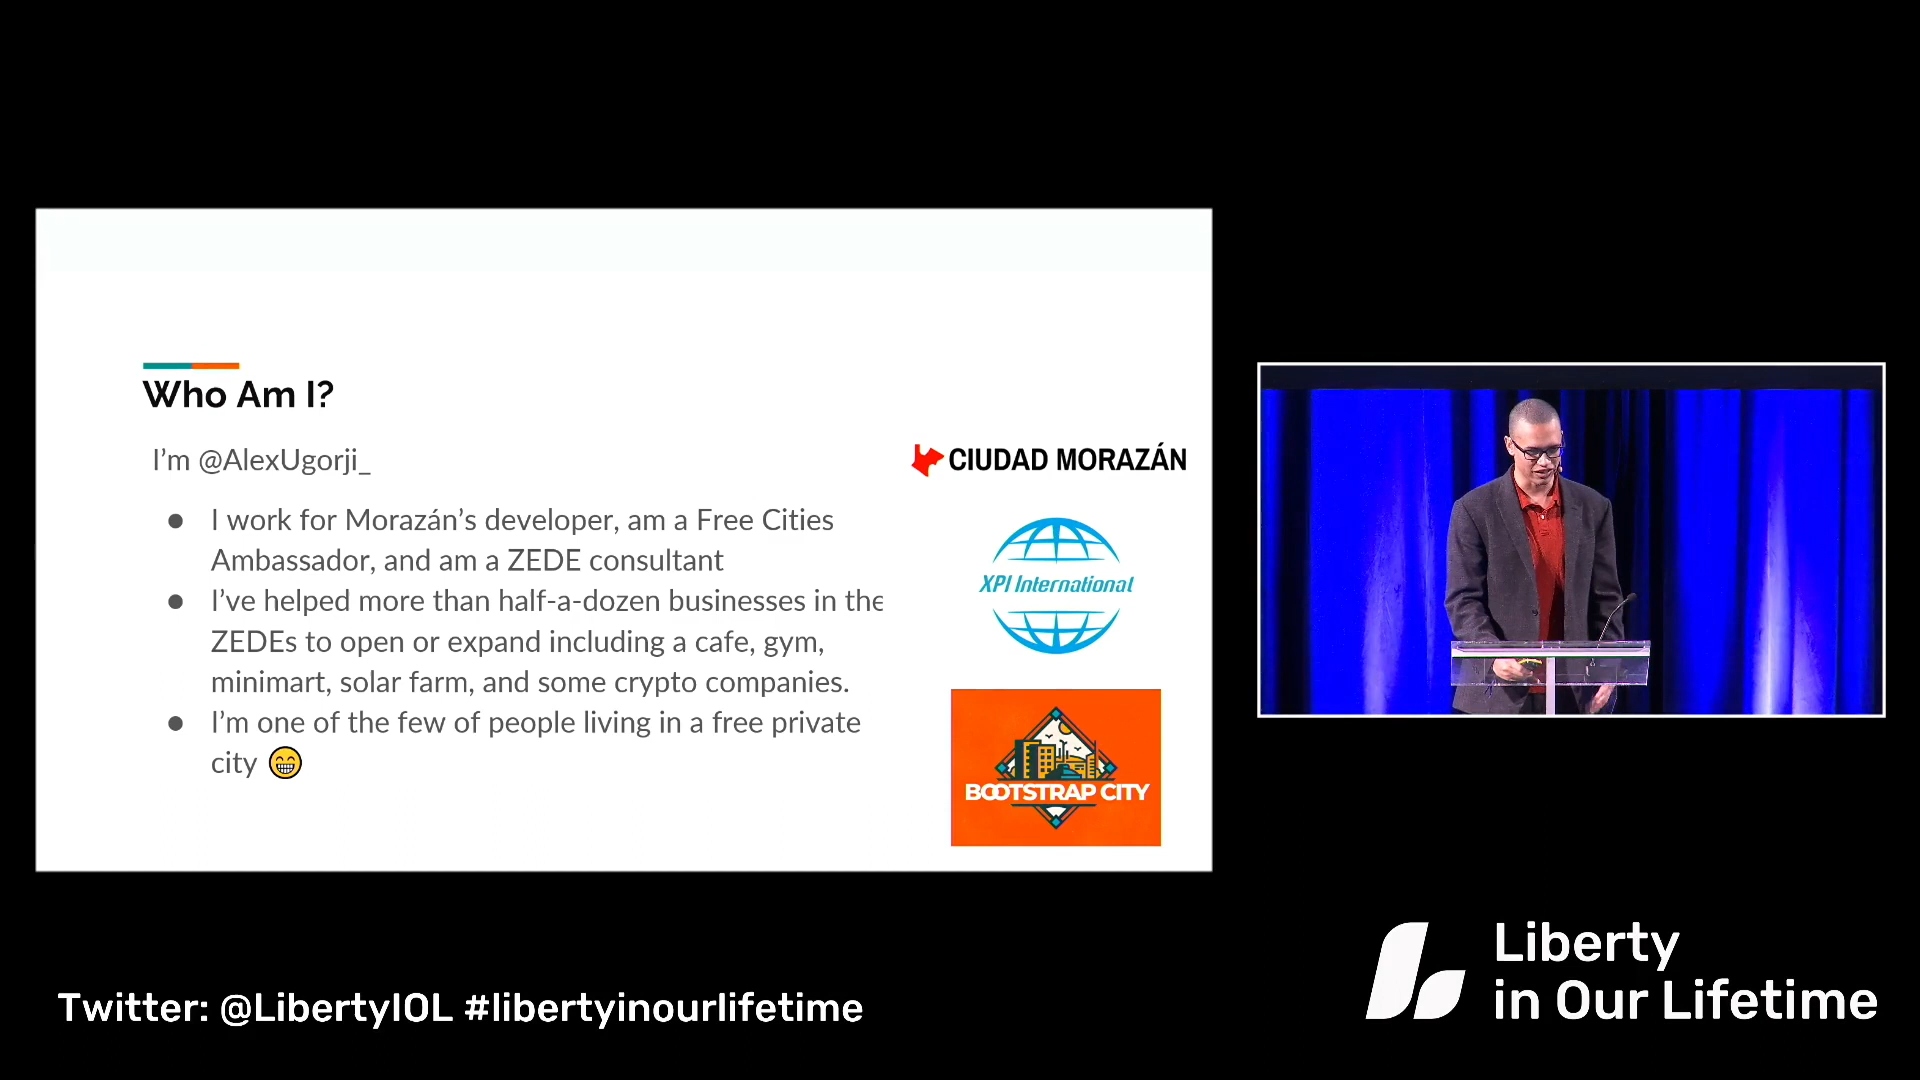 Who Am I?
I'm @AlexUgorji_
● I work for Morazán's developer, am a Free Cities
Ambassador, and am a ZEDE consultant
● I've helped more than half-a-dozen businesses in the
ZEDEs to open or expand including a cafe, gym,
minimart, solar farm, and some crypto companies.
● I'm one of the few of people living in a free private
city 😁
CIUDAD MORAZÁN
XPI International
BOOTSTRAP CITY
Twitter: @LibertyIOL #libertyinourlifetime
Liberty
in Our Lifetime